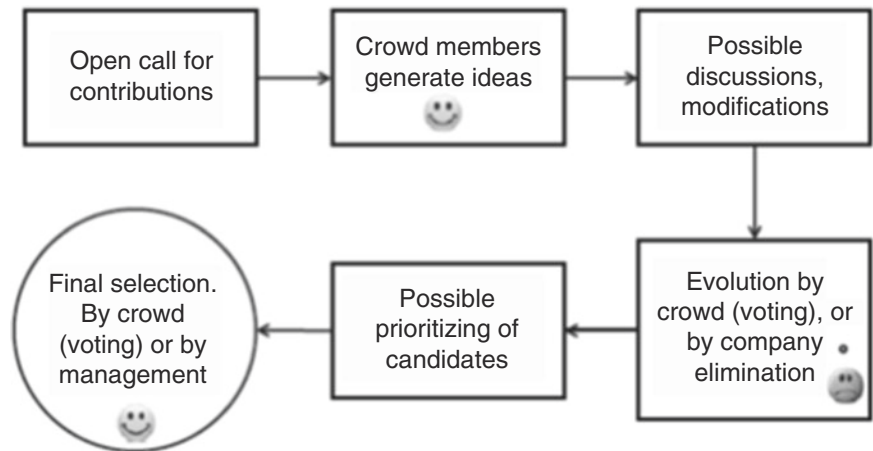 Open call for
contributions
Crowd members
generate ideas
Possible
discussions,
modifications
Evolution by
crowd (voting), or
by company
elimination
Possible
prioritizing of
candidates
Final selection.
By crowd
(voting) or by
management